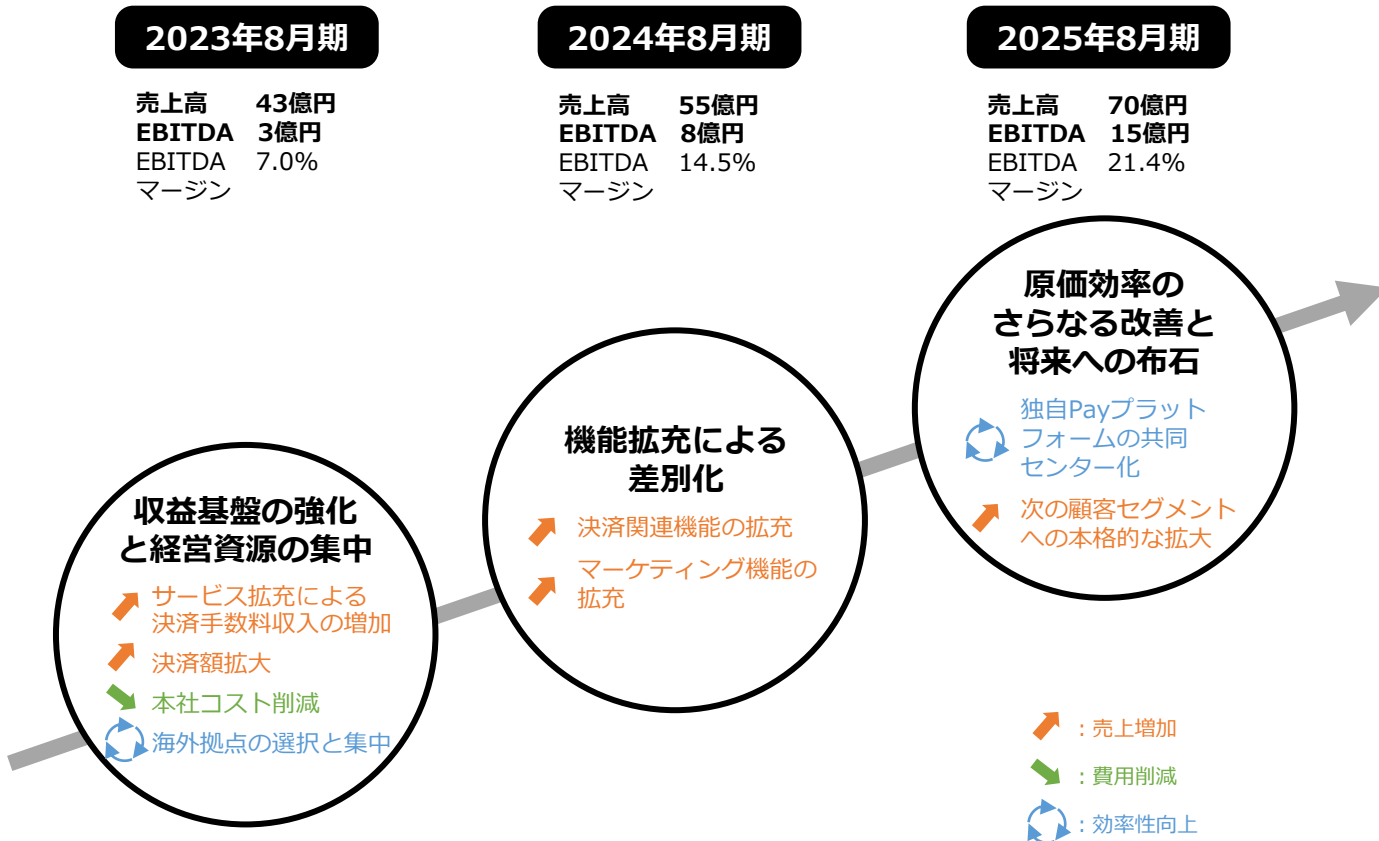 2023年8月期
売上高 43億円
EBITDA 3億円
EBITDA 7.0%
マージン
2024年8月期
売上高 55億円
EBITDA 8億円
EBITDA 14.5%
マージン
2025年8月期
売上高 70億円
EBITDA 15億円
EBITDA 21.4%
マージン
収益基盤の強化
と経営資源の集中
サービス拡充による
決済手数料収入の増加
決済額拡大
本社コスト削減
海外拠点の選択と集中
機能拡充による
差別化
決済関連機能の拡充
マーケティング機能の
拡充
原価効率の
さらなる改善と
将来への布石
独自Payプラット
フォームの共同
センター化
次の顧客セグメント
への本格的な拡大
：売上増加
：費用削減
：効率性向上